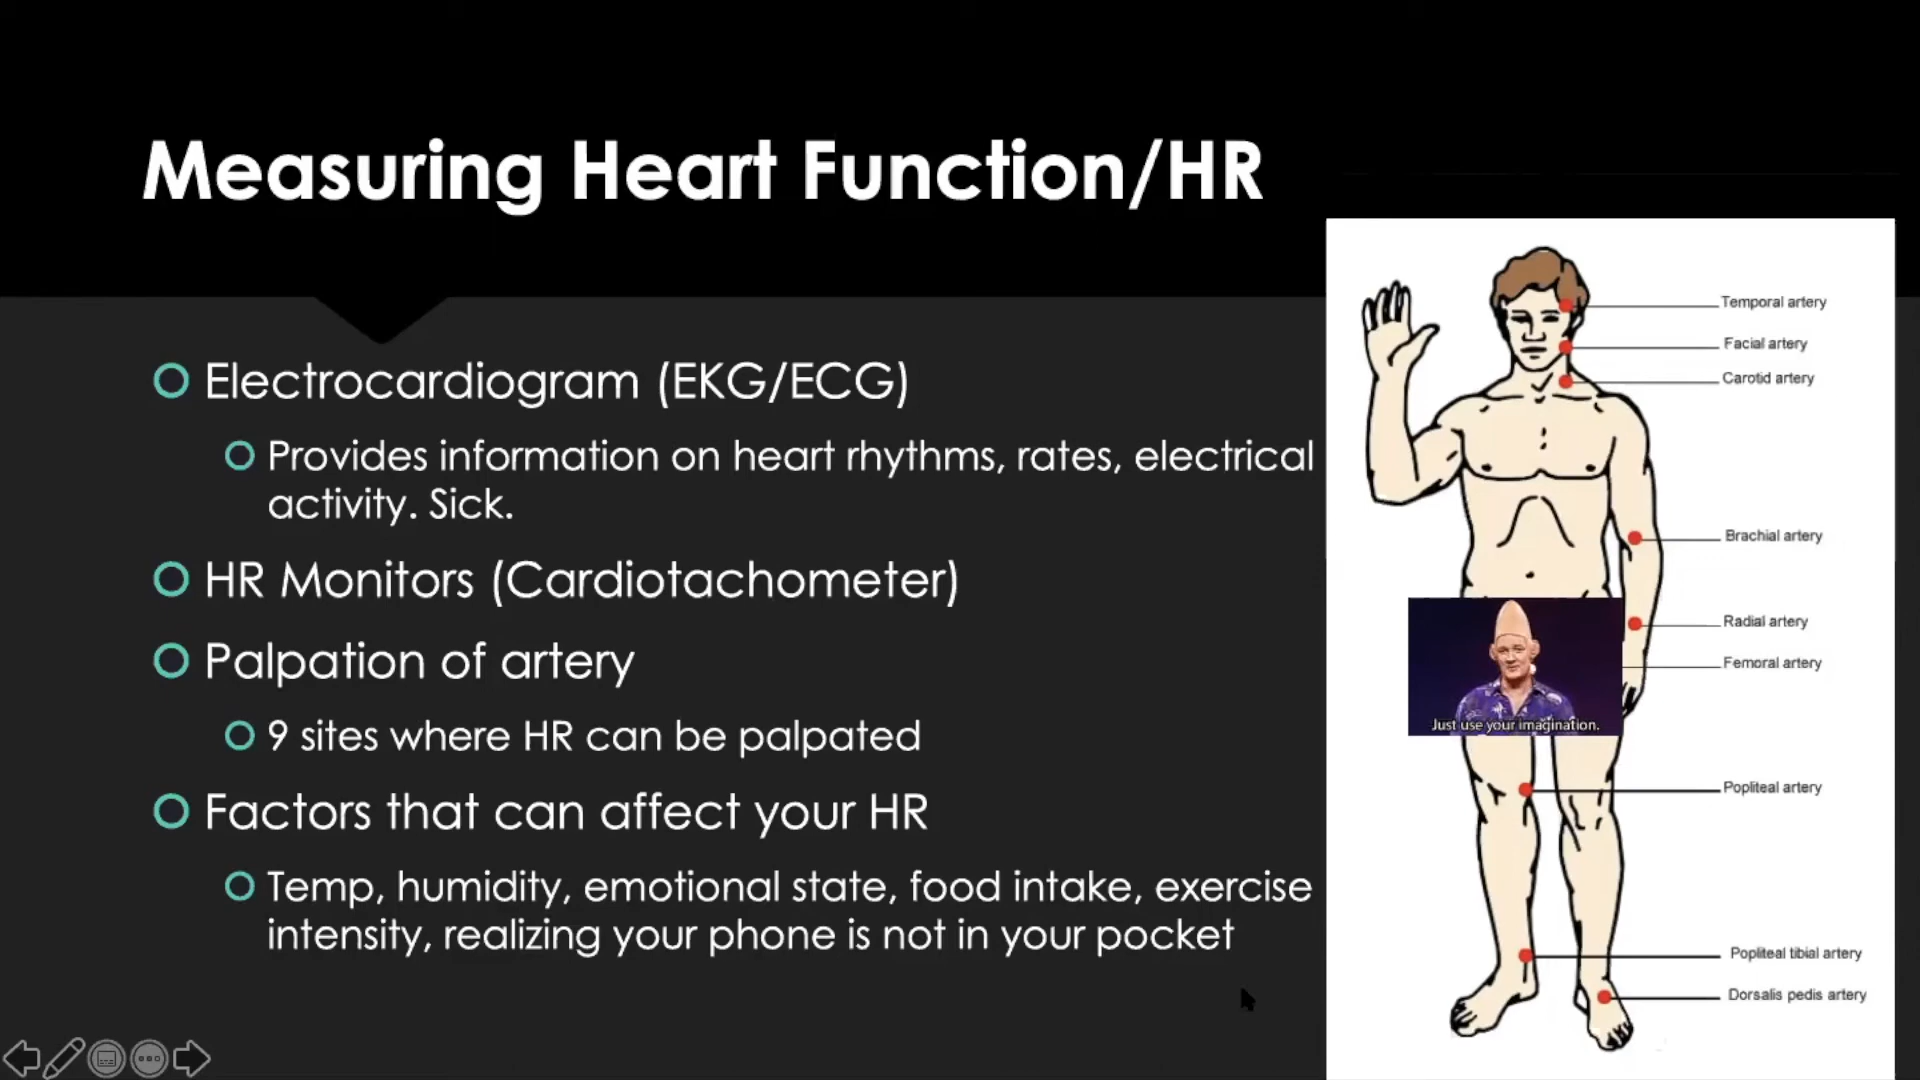 Measuring Heart Function/HR
Electrocardiogram (EKG/ECG)
Provides information on heart rhythms, rates, electrical
activity. Sick.
HR Monitors (Cardiotachometer)
Palpation of artery
9 sites where HR can be palpated
Factors that can affect your HR
Temp, humidity, emotional state, food intake, exercise
intensity, realizing your phone is not in your pocket
Temporal artery
Facial artery
Carotid artery
Brachial artery
Radial artery
Femoral artery
Just use your imagination.
Popliteal artery
Popliteal tibial artery
Dorsalis pedis artery